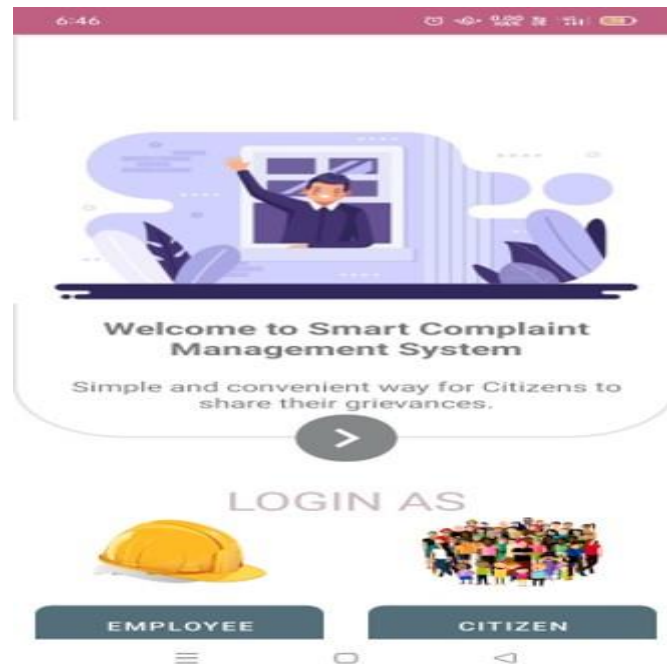 6:46
Welcome to Smart Complaint
Management System
Simple and convenient way for Citizens to
share their grievances.
LOGIN AS
EMPLOYEE
CITIZEN